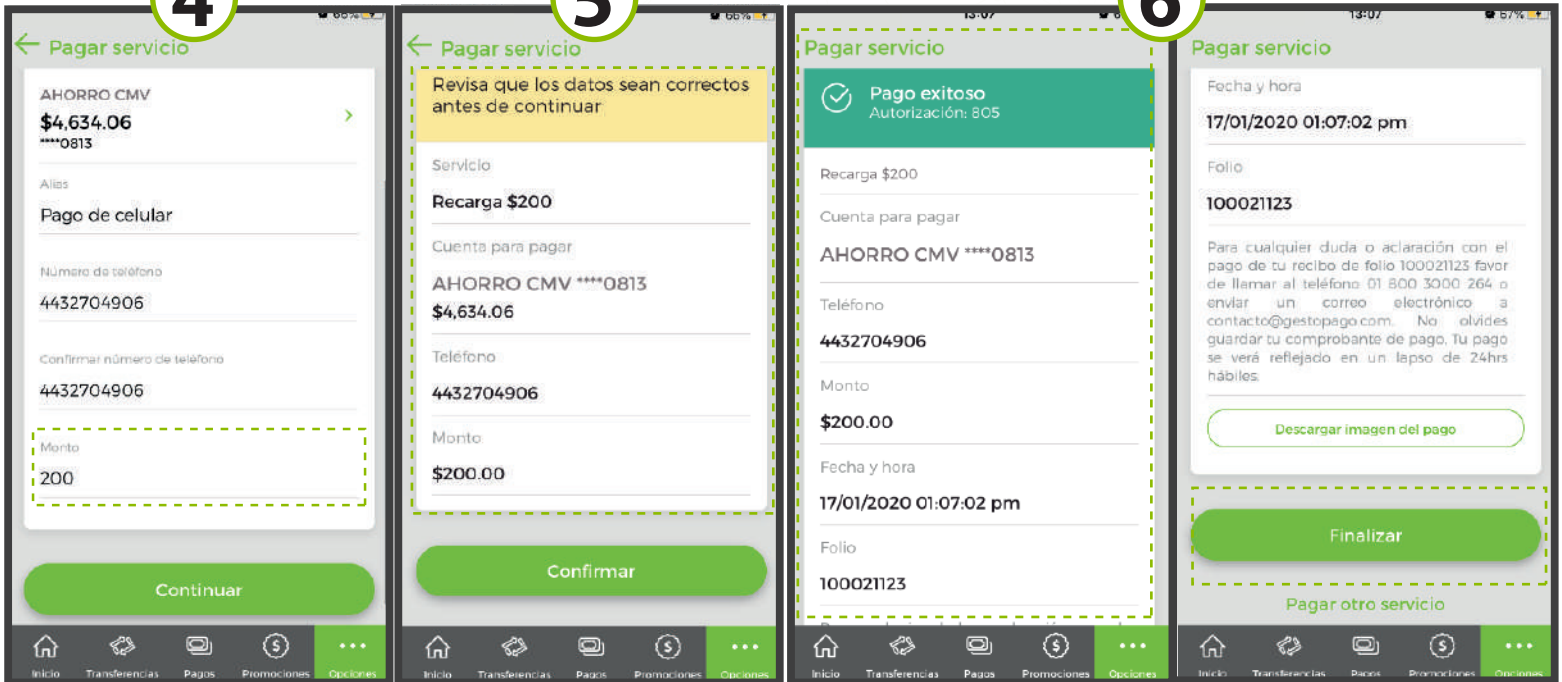 4
66%
Pagar servicio
AHORRO CMV
$4,634.06
****0813
Alias
Pago de celular
Número de teléfono
4432704906
Confirmar número de teléfono
4432704906
Monto
200
Continuar
Inicio Transferencias Pagos Promociones Opciones
5
66%
Pagar servicio
Revisa que los datos sean correctos
antes de continuar
Servicio
Recarga $200
Cuenta para pagar
AHORRO CMV ****0813
$4,634.06
Teléfono
4432704906
Monto
$200.00
Confirmar
Inicio Transferencias Pagos Promociones Opciones
6
13:07
Pagar servicio
Pago exitoso
Autorización: 805
Recarga $200
Cuenta para pagar
AHORRO CMV ****0813
Teléfono
4432704906
Monto
$200.00
Fecha y hora
17/01/2020 01:07:02 pm
Folio
100021123
Inicio Transferencias Pagos Promociones Opciones
13:07 67%
Pagar servicio
Fecha y hora
17/01/2020 01:07:02 pm
Folio
100021123
Para cualquier duda o aclaración con el
pago de tu recibo de folio 100021123 favor
de llamar al teléfono 01 800 3000 264 o
enviar un correo electrónico a
contacto@gestopago.com. No olvides
guardar tu comprobante de pago. Tu pago
se verá reflejado en un lapso de 24hrs
hábiles.
Descargar imagen del pago
Finalizar
Pagar otro servicio
Inicio Transferencias Pagos Promociones Opciones